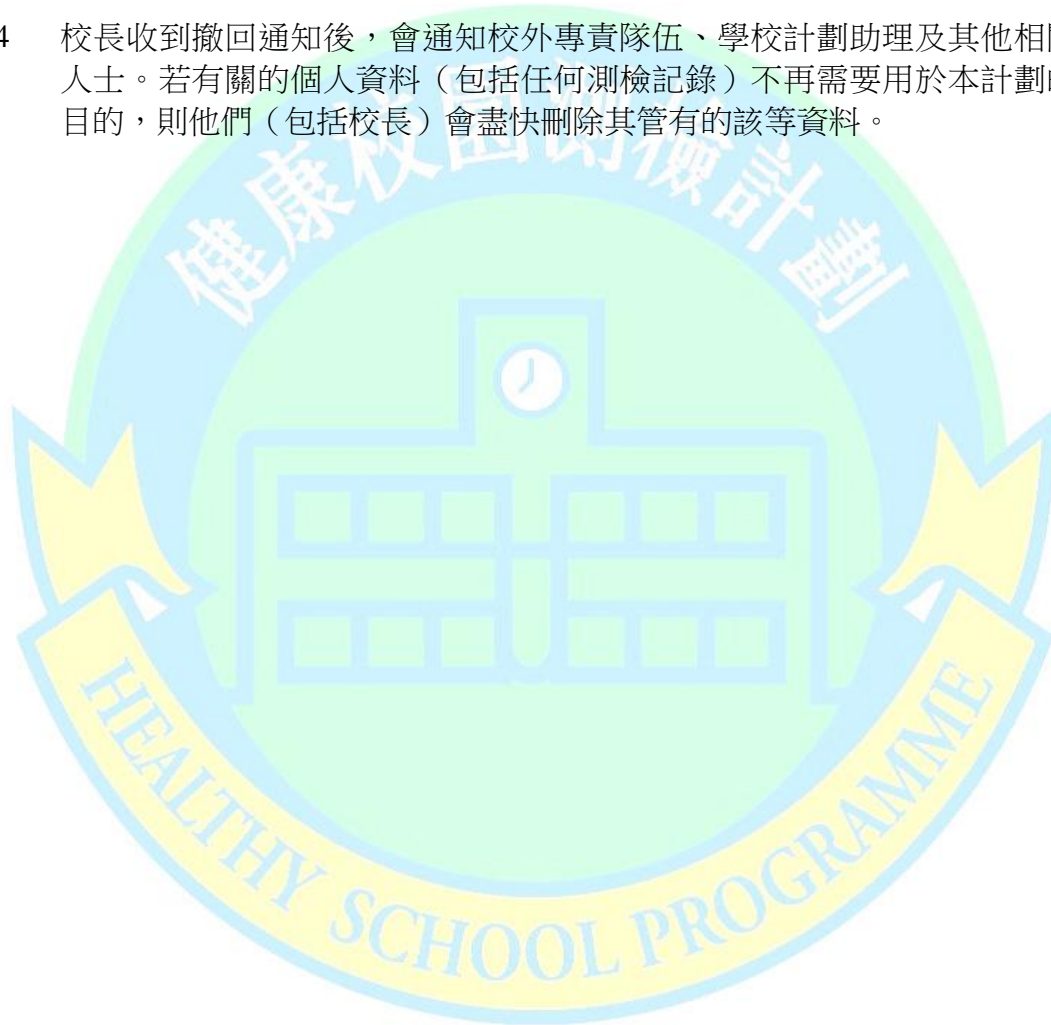 4 校長收到撤回通知後,會通知校外專責隊伍、學校計劃助理及其他相
人士。若有關的個人資料(包括任何測檢記錄)不再需要用於本計劃
目的,則他們(包括校長)會盡快刪除其管有的該等資料。
健康校園測檢計劃
HEALTHY SCHOOL PROGRAMME